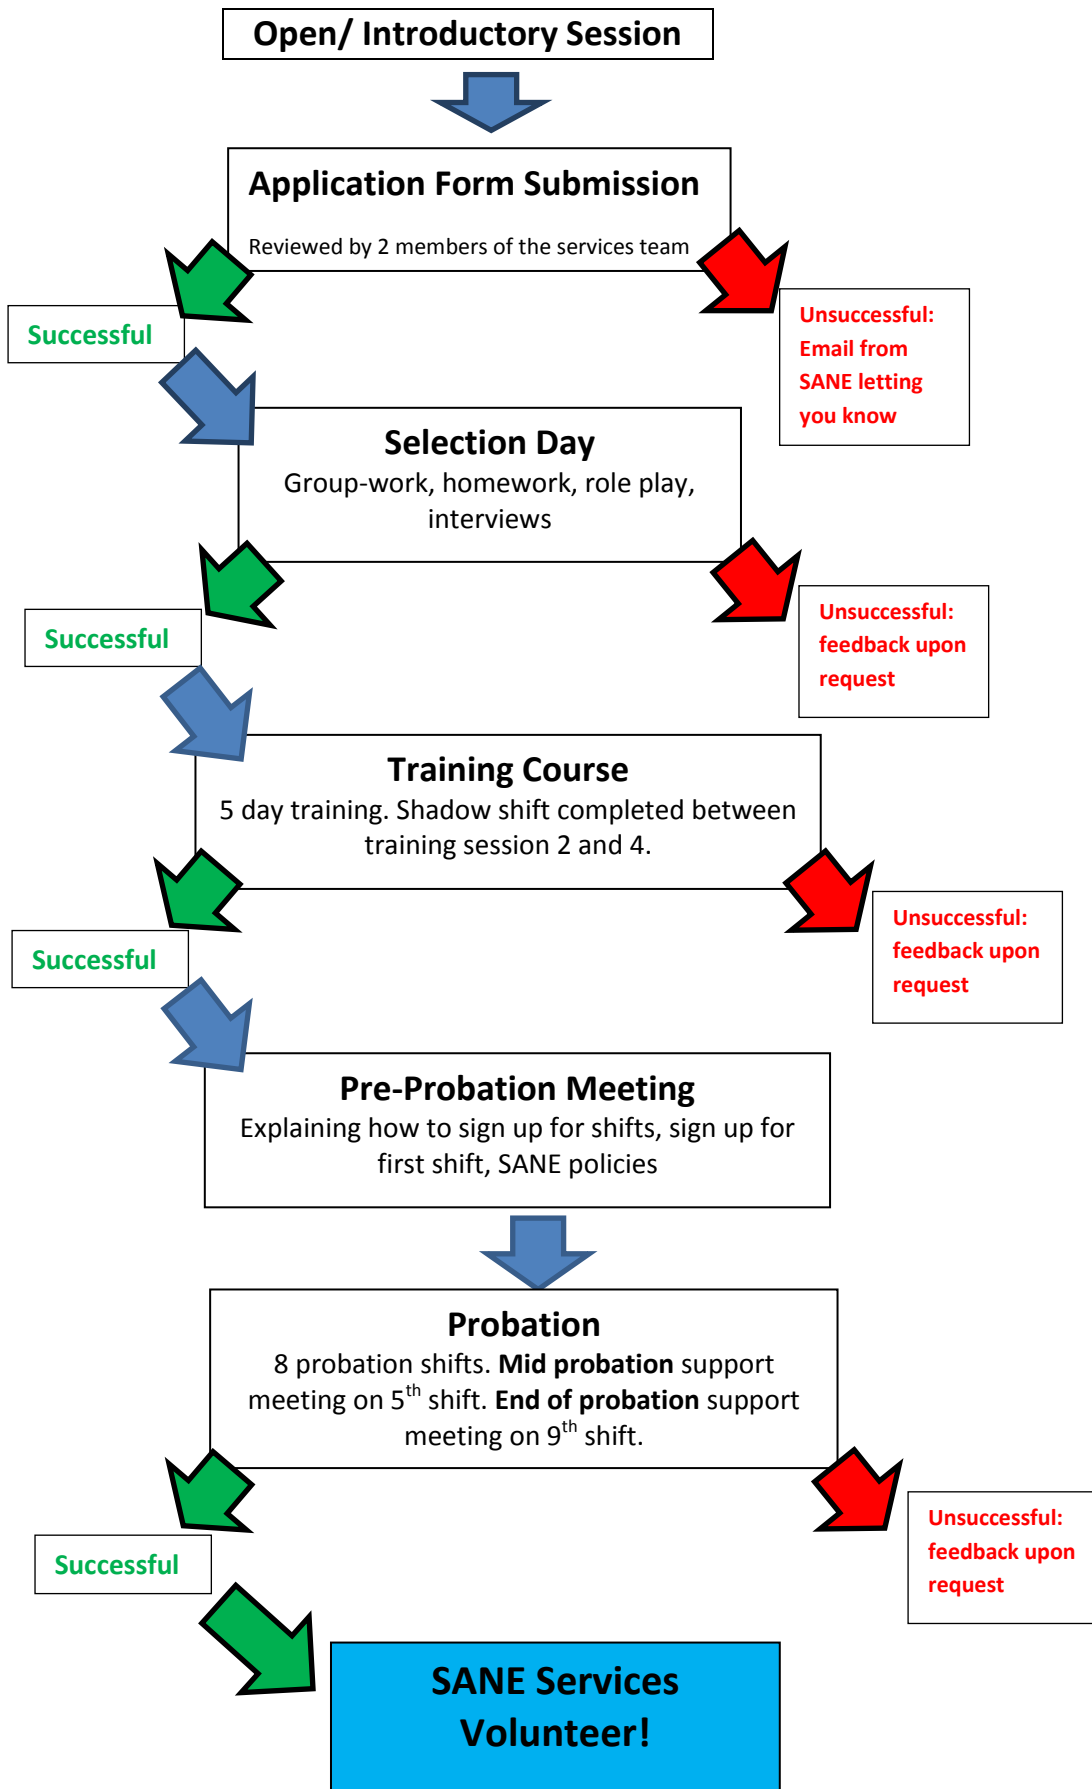 Open/ Introductory Session
Application Form Submission
Reviewed by 2 members of the services team
Successful
Unsuccessful:
Email from
SANE letting
you know
Selection Day
Group-work, homework, role play,
interviews
Successful
Unsuccessful:
feedback upon
request
Training Course
5 day training. Shadow shift completed between
training session 2 and 4.
Successful
Unsuccessful:
feedback upon
request
Pre-Probation Meeting
Explaining how to sign up for shifts, sign up for
first shift, SANE policies
Probation
8 probation shifts. Mid probation support
meeting on 5th shift. End of probation support
meeting on 9th shift.
Successful
Unsuccessful:
feedback upon
request
SANE Services
Volunteer!